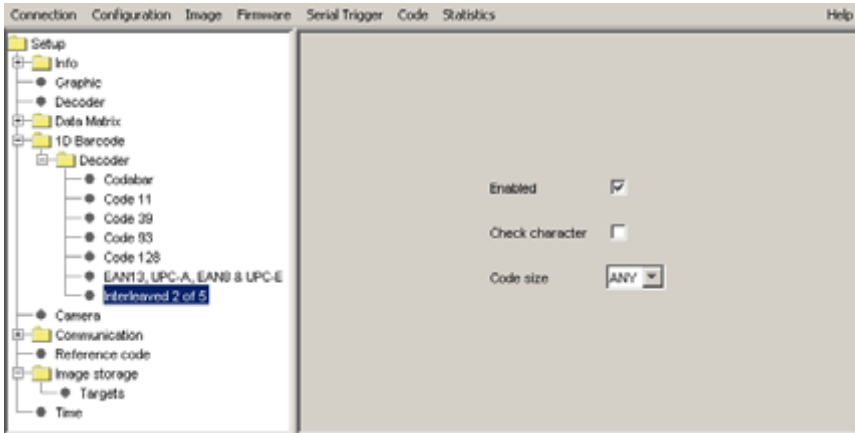 Connection Configuration Image Firmware Serial Trigger Code Statistics Help
Setup
Info
Graphic
Decoder
Data Matrix
1D Barcode
Decoder
Codabar
Code 11
Code 39
Code 93
Code 128
EAN13, UPC-A, EAN8 & UPC-E
Interleaved 2 of 5
Camera
Communication
Reference code
Image storage
Targets
Time
Enabled
Check character
Code size ANY